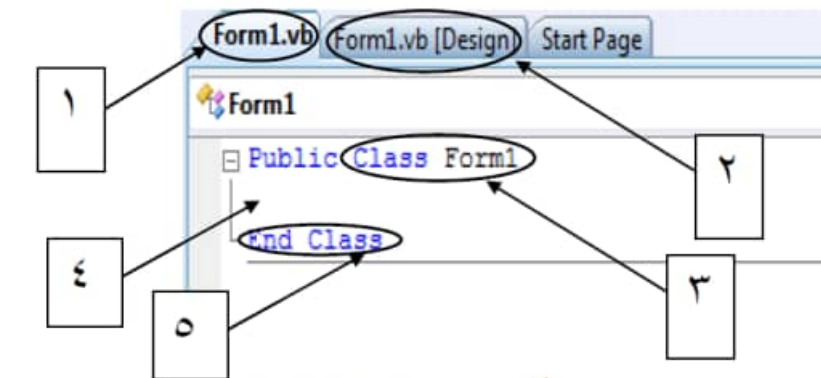 Form1.vb Form1.vb [Design] Start Page
١
Form1
Public Class Form1
٢
End Class
٤
٣
٥